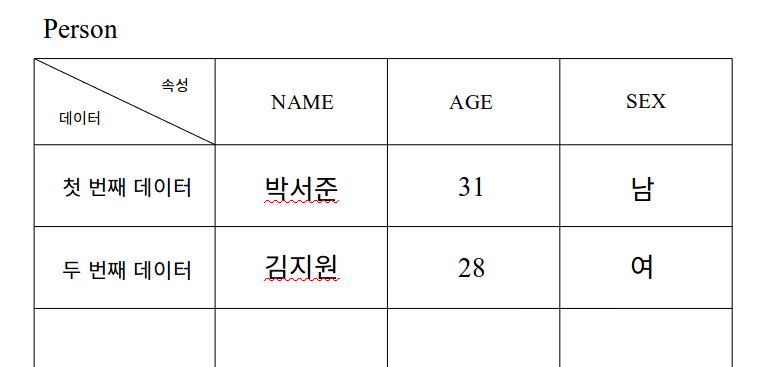 Person
속성
데이터
NAME AGE SEX
첫 번째 데이터 박서준 31 남
두 번째 데이터 김지원 28 여